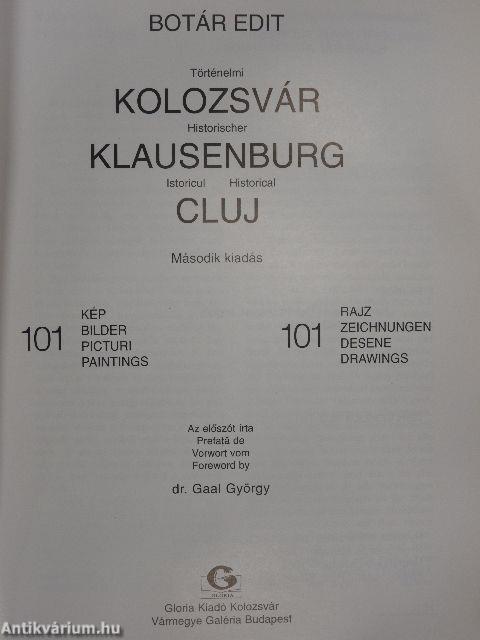 BOTÁR EDIT
Történelmi
KOLOZSVÁR
Historischer
KLAUSENBURG
Istoricul Historical
CLUJ
Második kiadás
101
KÉP
BILDER
PICTURI
PAINTINGS
101
RAJZ
ZEICHNUNGEN
DESENE
DRAWINGS
Az előszót írta
Prefată de
Vorwort vom
Foreword by
dr. Gaal György
G
GLORIA
Gloria Kiadó Kolozsvár
Vármegye Galéria Budapest
Antikvárium.hu